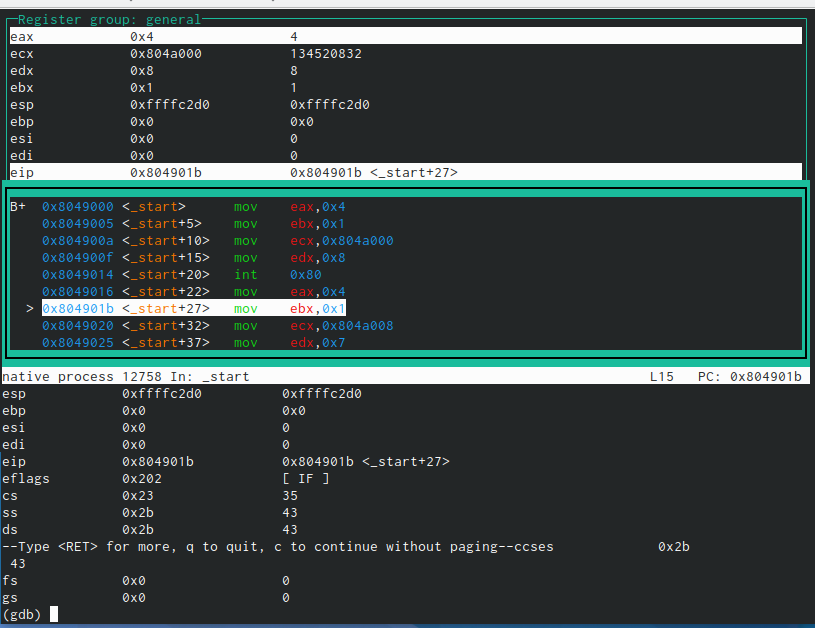 Register group: general
eax 0x4 4
ecx 0x804a000 134520832
edx 0x8 8
ebx 0x1 1
esp 0xffffc2d0 0xffffc2d0
ebp 0x0 0x0
esi 0x0 0
edi 0x0 0
eip 0x804901b 0x804901b <_start+27>
B+ 0x8049000 <_start> mov eax,0x4
0x8049005 <_start+5> mov ebx,0x1
0x804900a <_start+10> mov ecx,0x804a000
0x804900f <_start+15> mov edx,0x8
0x8049014 <_start+20> int 0x80
0x8049016 <_start+22> mov eax,0x4
> 0x804901b <_start+27> mov ebx,0x1
0x8049020 <_start+32> mov ecx,0x804a008
0x8049025 <_start+37> mov edx,0x7
native process 12758 In: _start L15 PC: 0x804901b
esp 0xffffc2d0 0xffffc2d0
ebp 0x0 0x0
esi 0x0 0
edi 0x0 0
eip 0x804901b 0x804901b <_start+27>
eflags 0x202 [ IF ]
cs 0x23 35
ss 0x2b 43
ds 0x2b 43
--Type <RET> for more, q to quit, c to continue without paging--ccses 0x2b
43
fs 0x0 0
gs 0x0 0
(gdb)